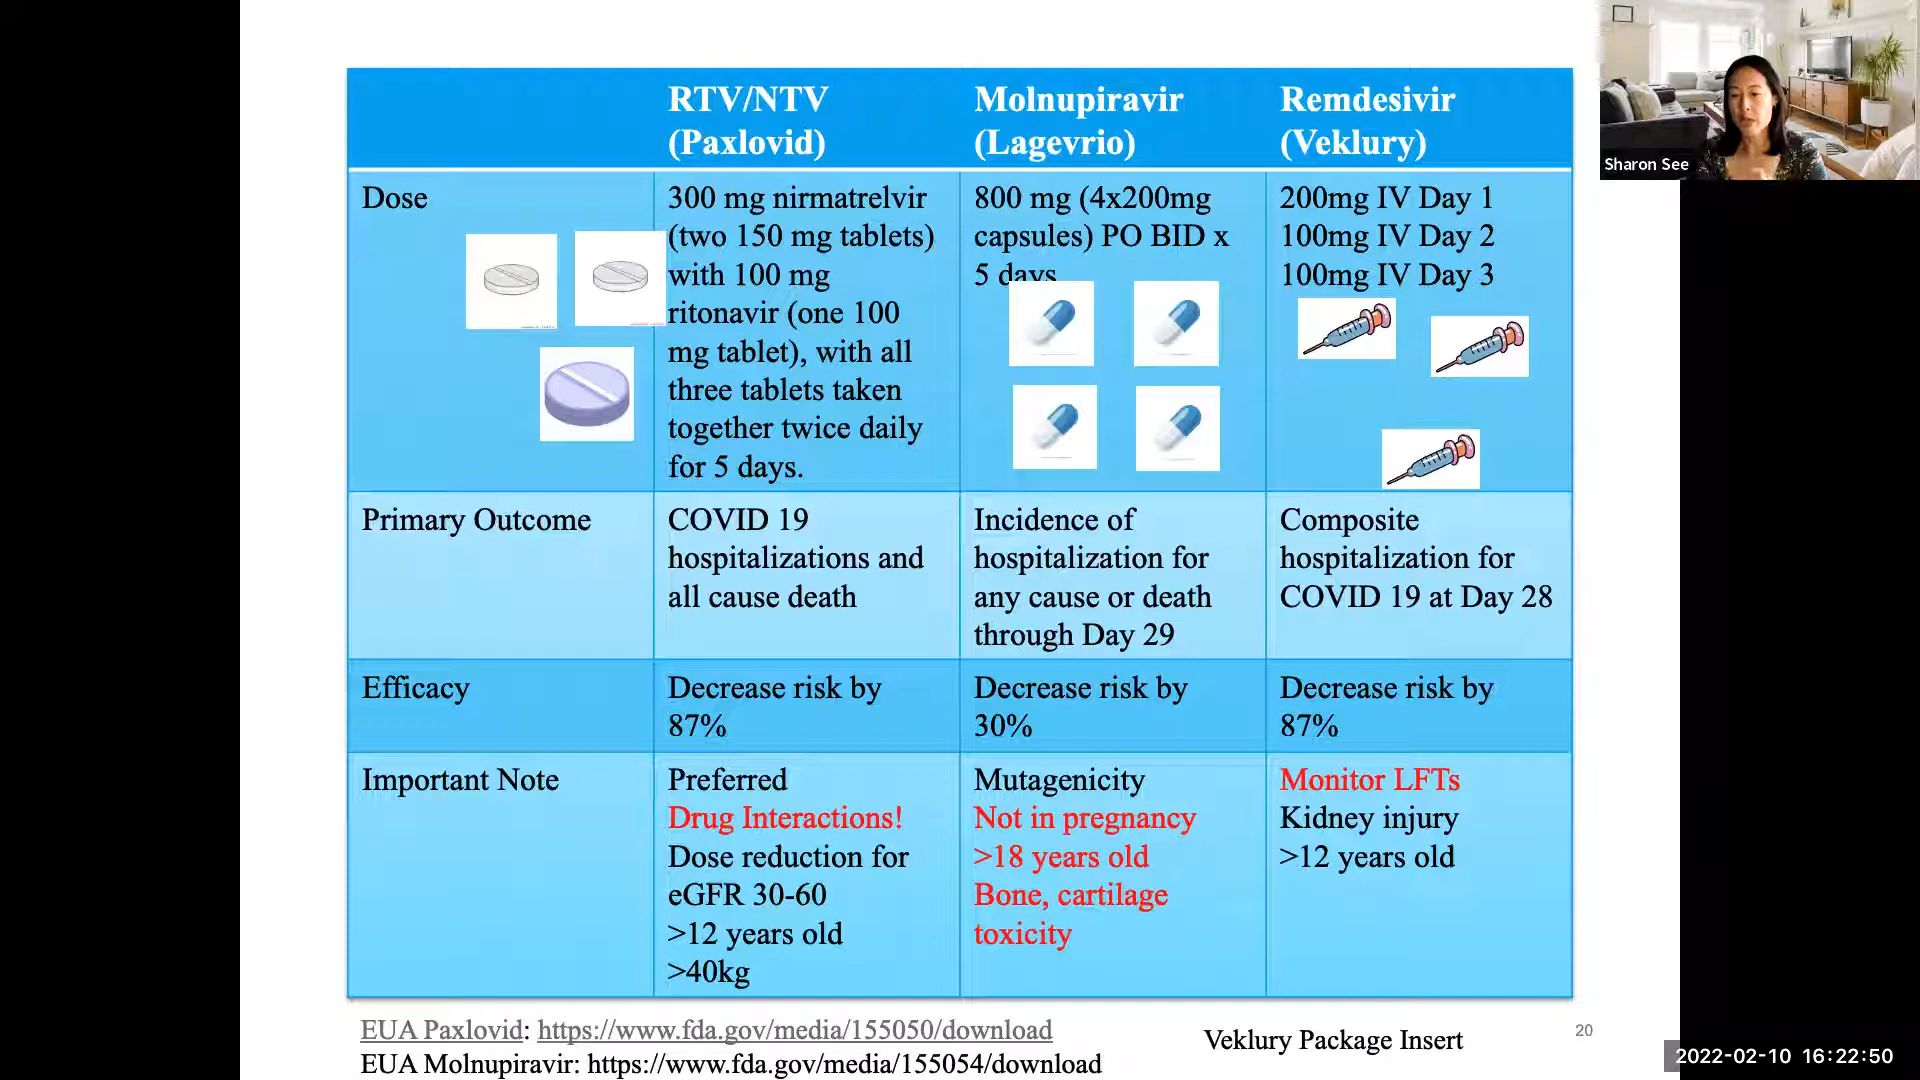 RTV/NTV
(Paxlovid)
Molnupiravir
(Lagevrio)
Remdesivir
(Veklury)
Dose
300 mg nirmatrelvir
(two 150 mg tablets)
with 100 mg
ritonavir (one 100
mg tablet), with all
three tablets taken
together twice daily
for 5 days.
800 mg (4x200mg
capsules) PO BID x
5 days
200mg IV Day 1
100mg IV Day 2
100mg IV Day 3
Primary Outcome
COVID 19
hospitalizations and
all cause death
Incidence of
hospitalization for
any cause or death
through Day 29
Composite
hospitalization for
COVID 19 at Day 28
Efficacy
Decrease risk by
87%
Decrease risk by
30%
Decrease risk by
87%
Important Note
Preferred
Drug Interactions!
Dose reduction for
eGFR 30-60
>12 years old
>40kg
Mutagenicity
Not in pregnancy
>18 years old
Bone, cartilage
toxicity
Monitor LFTs
Kidney injury
>12 years old
EUA Paxlovid: https://www.fda.gov/media/155050/download
EUA Molnupiravir: https://www.fda.gov/media/155054/download
Veklury Package Insert
20
Sharon See
2022-02-10 16:22:50